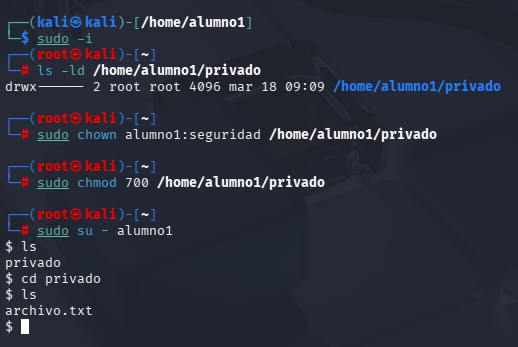 ┌──(kali㉿kali)-[/home/alumno1]
└─$ sudo -i
┌──(root㉿kali)-[~]
└─# ls -ld /home/alumno1/privado
drwx------ 2 root root 4096 mar 18 09:09 /home/alumno1/privado
┌──(root㉿kali)-[~]
└─# sudo chown alumno1:seguridad /home/alumno1/privado
┌──(root㉿kali)-[~]
└─# sudo chmod 700 /home/alumno1/privado
┌──(root㉿kali)-[~]
└─# sudo su - alumno1
$ ls
privado
$ cd privado
$ ls
archivo.txt
$